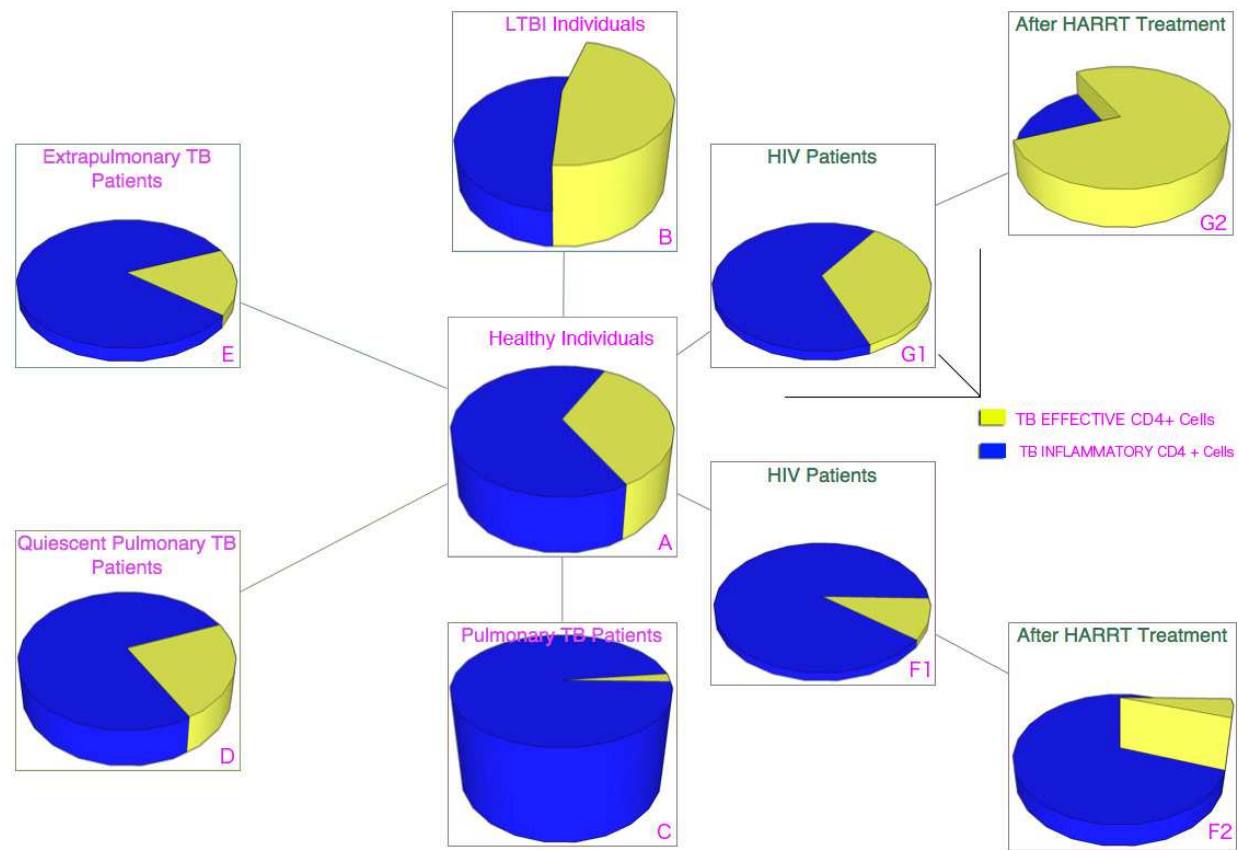 LTBI Individuals
B
After HARRT Treatment
G2
Extrapulmonary TB
Patients
E
HIV Patients
G1
Healthy Individuals
A
TB EFFECTIVE CD4+ Cells
TB INFLAMMATORY CD4 + Cells
Quiescent Pulmonary TB
Patients
D
Pulmonary TB Patients
C
HIV Patients
F1
After HARRT Treatment
F2